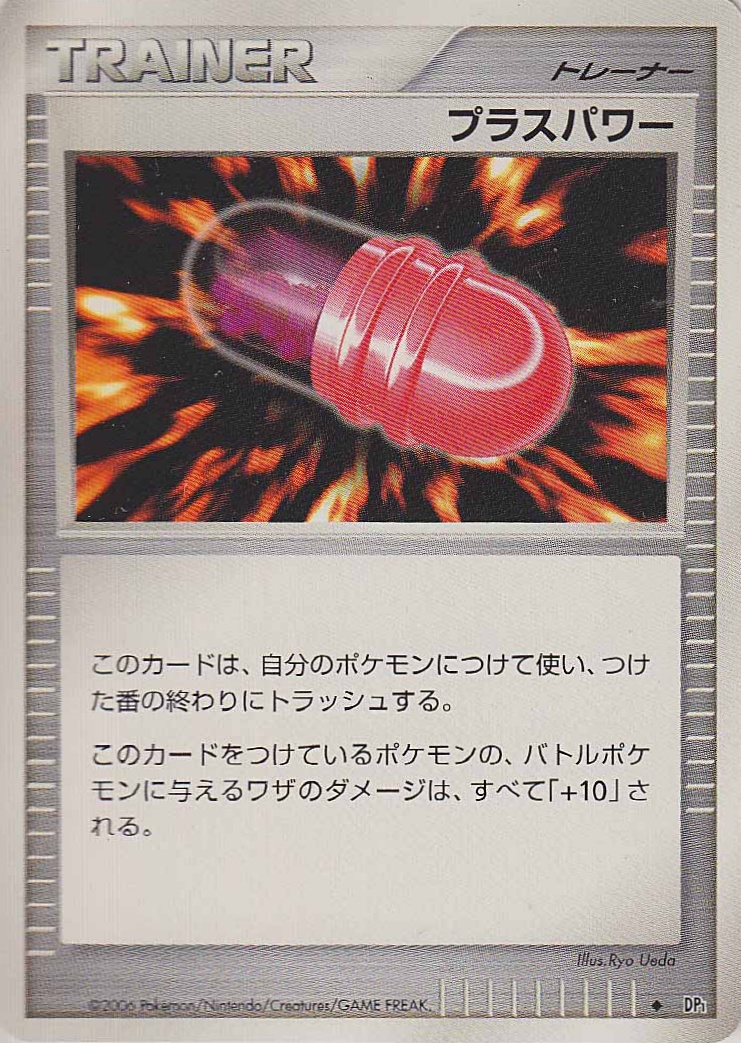 TRAINER
トレーナー
プラスパワー
このカードは、自分のポケモンにつけて使い、つけ
た番の終わりにトラッシュする。
このカードをつけているポケモンの、バトルポケ
モンに与えるワザのダメージは、すべて「+10」さ
れる。
Illus. Ryo Ueda
©2006 Pokémon/Nintendo/Creatures/GAME FREAK.
DP1